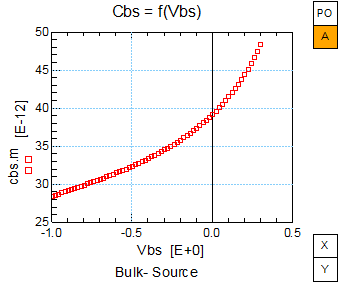 Cbs = f(Vbs)
PO
A
50
45
40
35
30
25
cbs.m [E-12]
-1.0
-0.5
0.0
0.5
Vbs [E+0]
Bulk- Source
X
Y